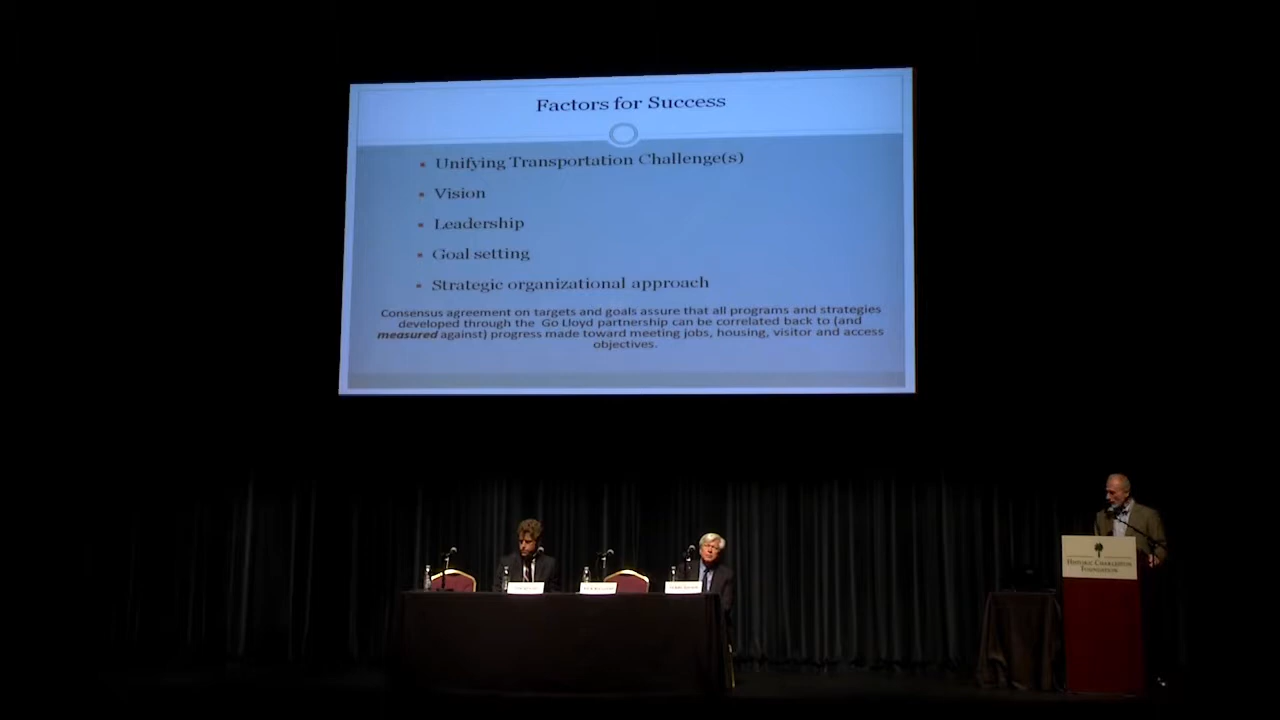 Factors for Success
Unifying Transportation Challenge(s)
Vision
Leadership
Goal setting
Strategic organizational approach
Consensus agreement on targets and goals assure that all programs and strategies
developed through the Go Lloyd partnership can be correlated back to (and
measured against) progress made toward meeting jobs, housing, visitor and access
objectives.
HISTORIC CHARLESTON
FOUNDATION